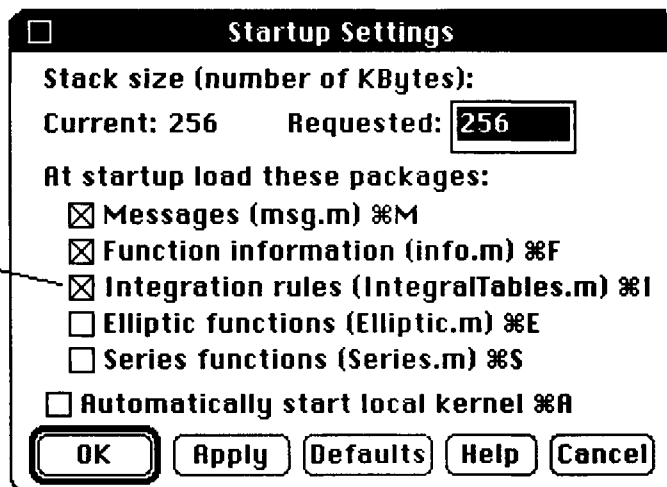 Startup Settings
Stack size (number of KBytes):
Current: 256 Requested: 256
At startup load these packages:
Messages (msg.m) ⌘M
Function information (info.m) ⌘F
Integration rules (IntegralTables.m) ⌘I
Elliptic functions (Elliptic.m) ⌘E
Series functions (Series.m) ⌘S
Automatically start local kernel ⌘A
OK Apply Defaults Help Cancel